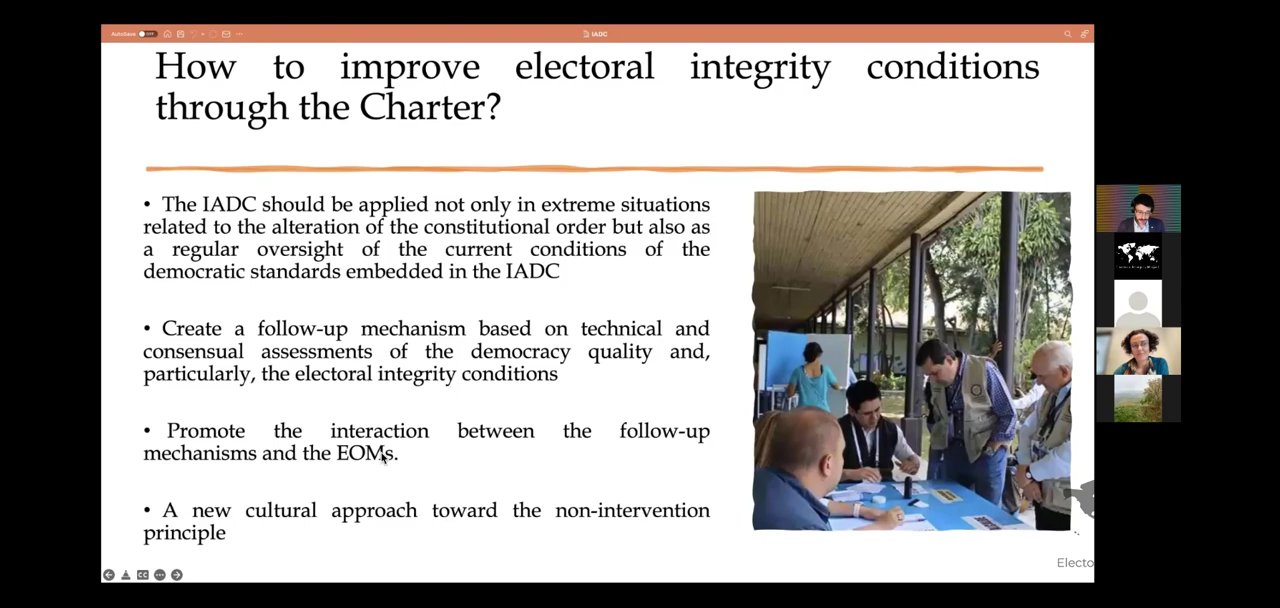 AutoSave OFF
IADC
How to improve electoral integrity conditions
through the Charter?
• The IADC should be applied not only in extreme situations
related to the alteration of the constitutional order but also as
a regular oversight of the current conditions of the
democratic standards embedded in the IADC
• Create a follow-up mechanism based on technical and
consensual assessments of the democracy quality and,
particularly, the electoral integrity conditions
• Promote the interaction between the follow-up
mechanisms and the EOMs.
• A new cultural approach toward the non-intervention
principle
CC
Electo